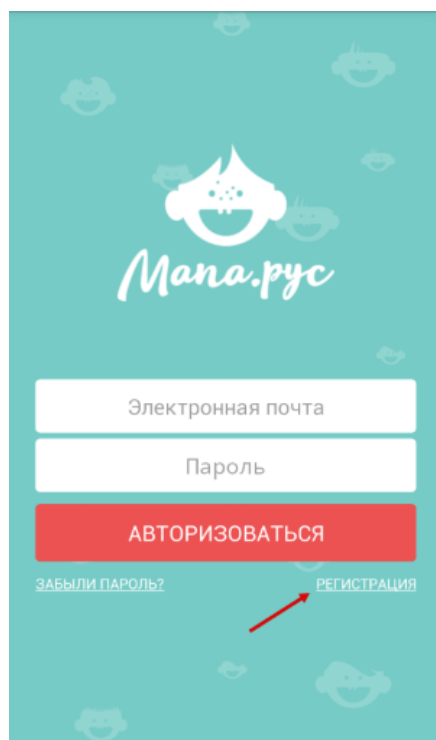 Мапа.рус
Электронная почта
Пароль
АВТОРИЗОВАТЬСЯ
ЗАБЫЛИ ПАРОЛЬ?
РЕГИСТРАЦИЯ